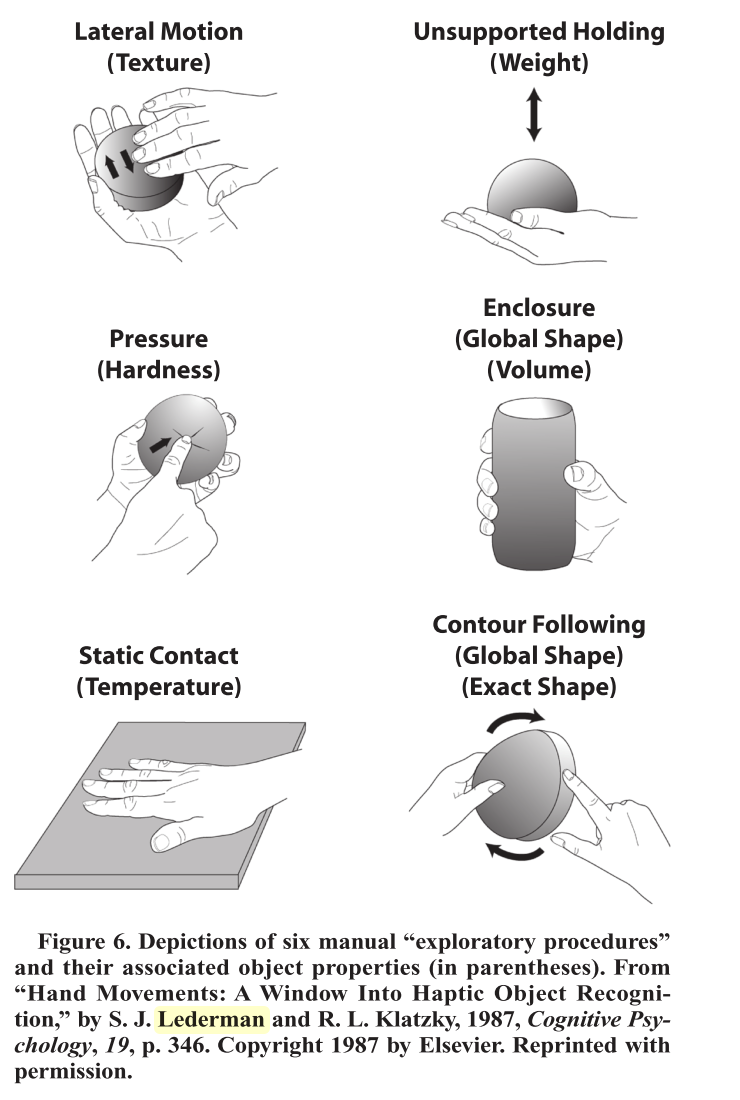 Lateral Motion
(Texture)
Unsupported Holding
(Weight)
Pressure
(Hardness)
Enclosure
(Global Shape)
(Volume)
Static Contact
(Temperature)
Contour Following
(Global Shape)
(Exact Shape)
Figure 6. Depictions of six manual “exploratory procedures”
and their associated object properties (in parentheses). From
“Hand Movements: A Window Into Haptic Object Recogni-
tion,” by S. J. Lederman and R. L. Klatzky, 1987, Cognitive Psy-
chology, 19, p. 346. Copyright 1987 by Elsevier. Reprinted with
permission.